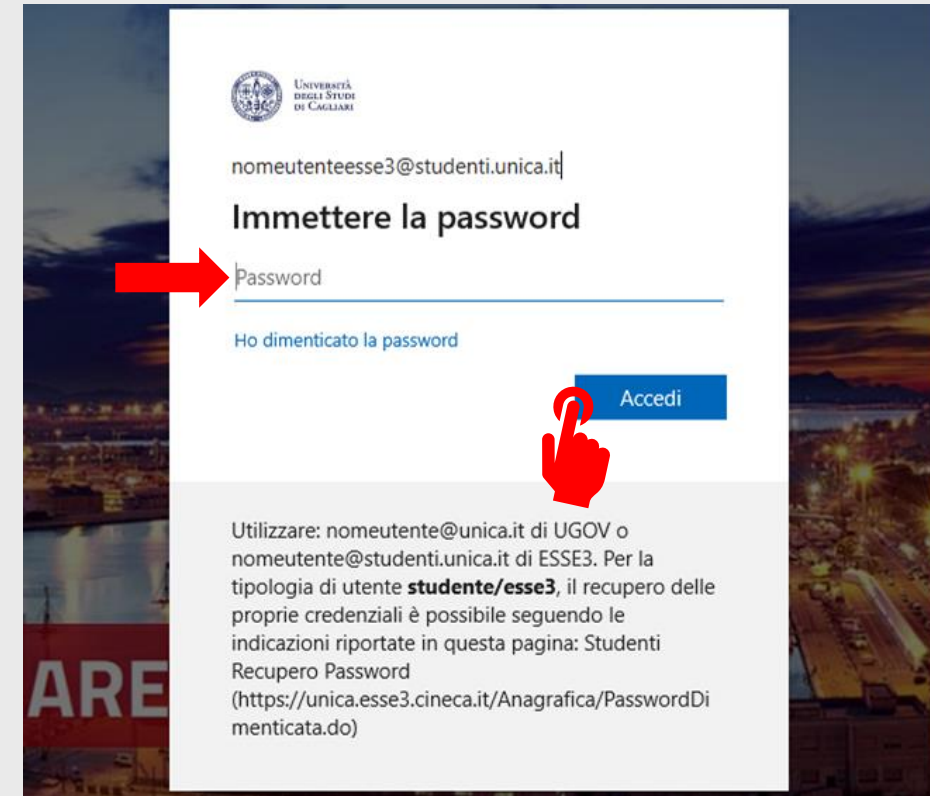 UNIVERSITÀ
DEGLI STUDI
DI CAGLIARI
nomeutenteesse3@studenti.unica.it
Immettere la password
Password
Ho dimenticato la password
Accedi
Utilizzare: nomeutente@unica.it di UGOV o
nomeutente@studenti.unica.it di ESSE3. Per la
tipologia di utente studente/esse3, il recupero delle
proprie credenziali è possibile seguendo le
indicazioni riportate in questa pagina: Studenti
Recupero Password
(https://unica.esse3.cineca.it/Anagrafica/PasswordDi
menticata.do)
ARE